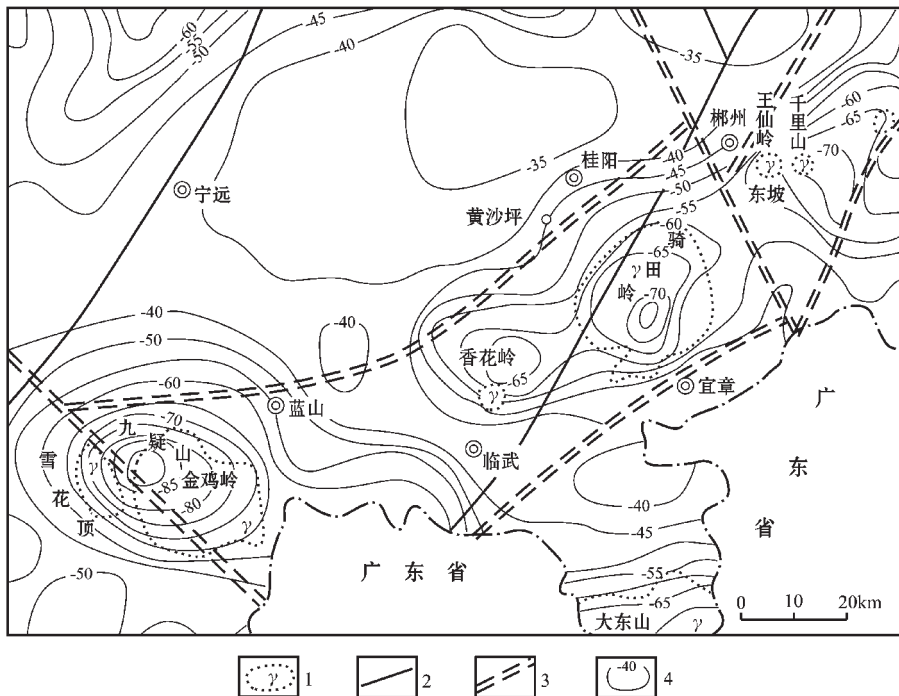 -60
-55
-50
-45
-40
-35
-35
-60
-65
-70
王仙岭
千里山
郴州
γ
γ
东坡
-40
-45
-50
-55
桂阳
宁远
黄沙坪
-60
-65
骑田岭
γ
-70
-40
-50
-40
香花岭
-65
γ
宜章
蓝山
-60
-70
九疑山
雪花顶
γ
金鸡岭
-85
-80
γ
临武
-40
-45
-50
广东省
广东省
-55
-65
大东山
γ
0 10 20km
γ 1
2
3
-40 4